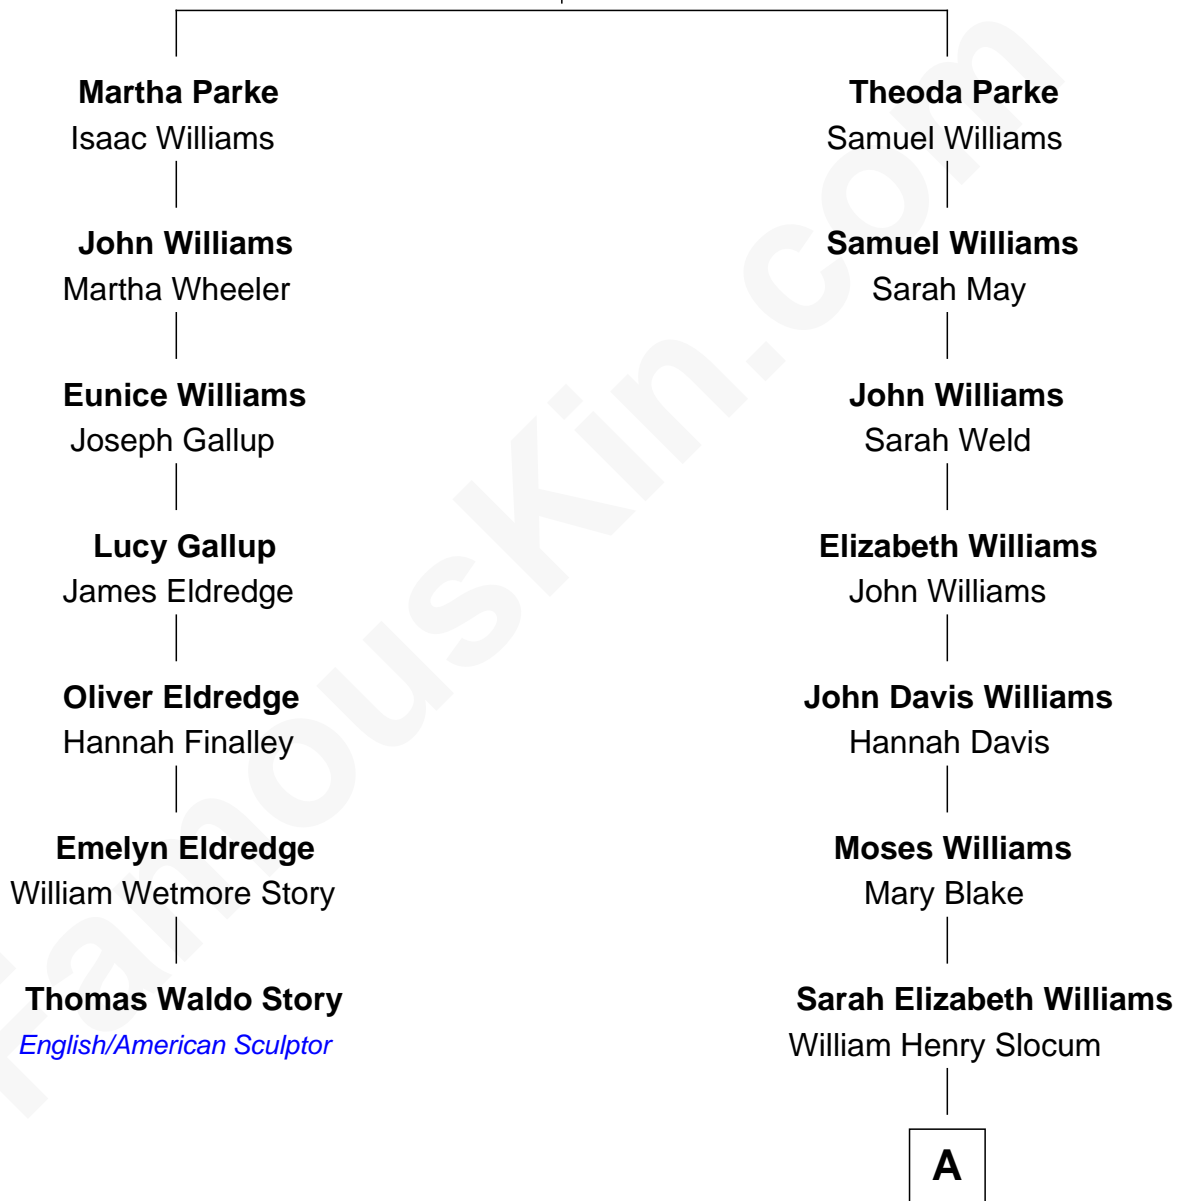 Martha Parke
Isaac Williams
John Williams
Martha Wheeler
Eunice Williams
Joseph Gallup
Lucy Gallup
James Eldredge
Oliver Eldredge
Hannah Finalley
Emelyn Eldredge
William Wetmore Story
Thomas Waldo Story
English/American Sculptor
Theoda Parke
Samuel Williams
Samuel Williams
Sarah May
John Williams
Sarah Weld
Elizabeth Williams
John Williams
John Davis Williams
Hannah Davis
Moses Williams
Mary Blake
Sarah Elizabeth Williams
William Henry Slocum
A
FamousKin.com